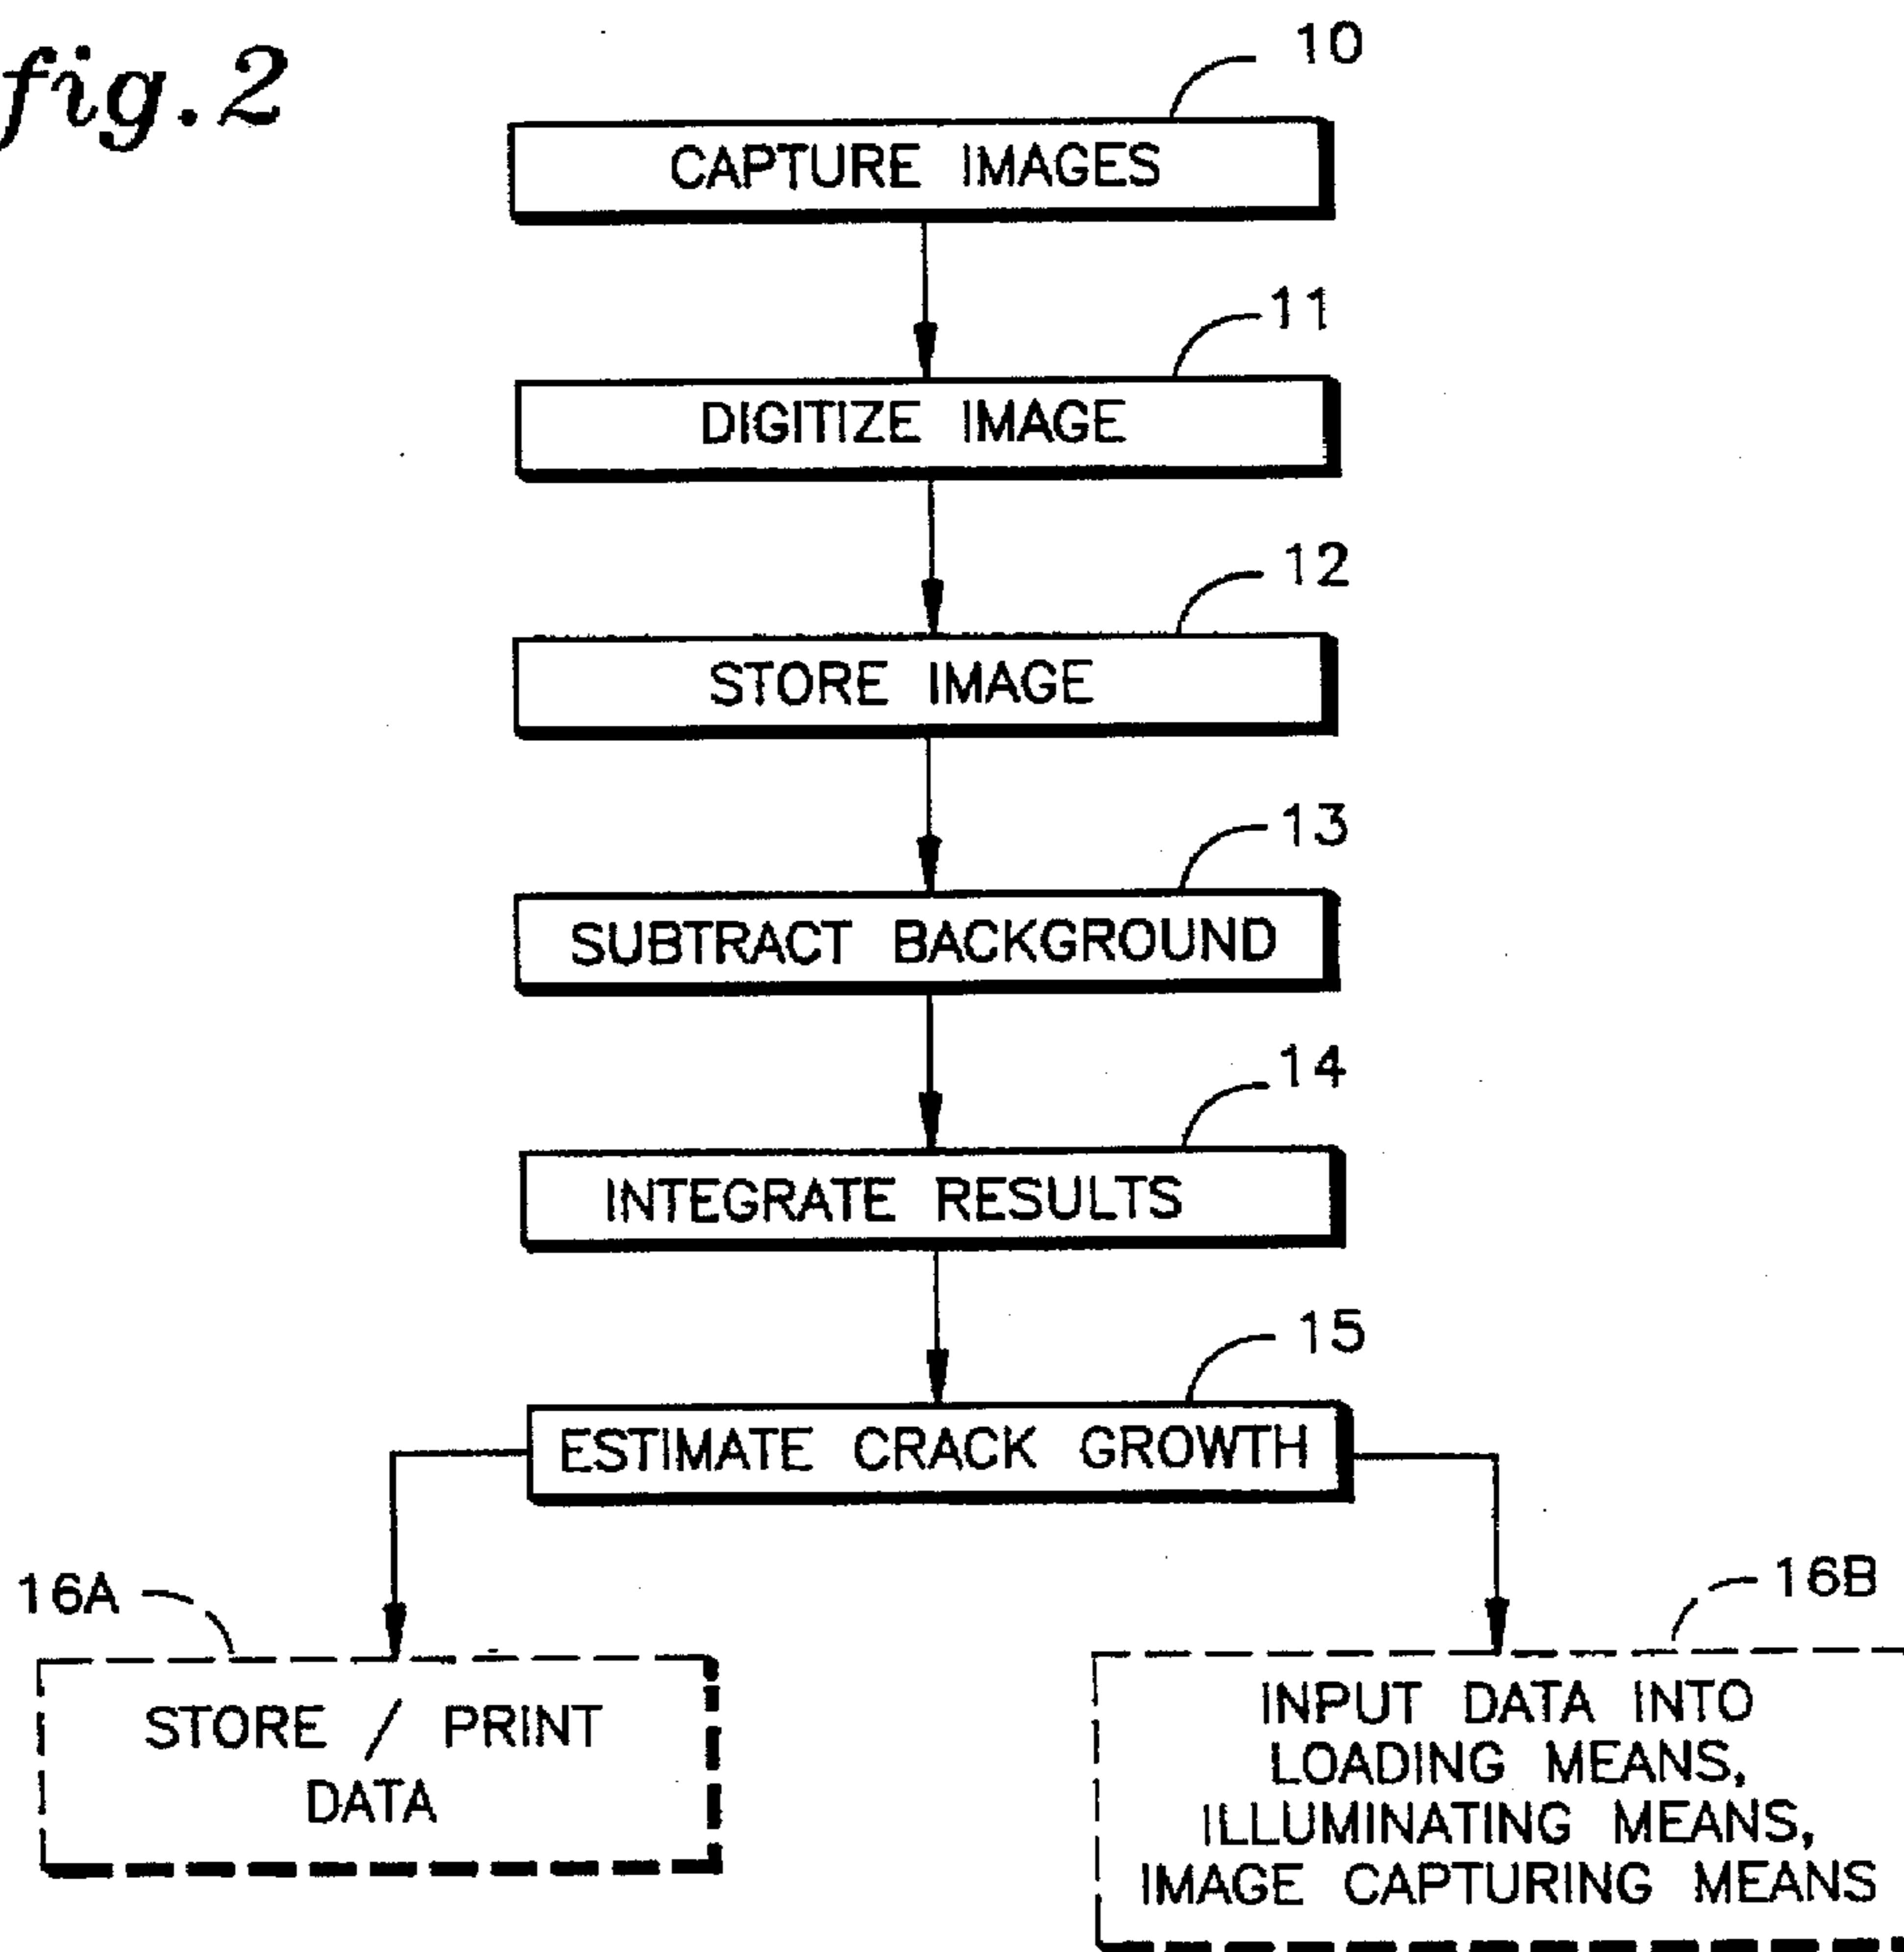 fig.2
10
CAPTURE IMAGES
11
DIGITIZE IMAGE
12
STORE IMAGE
13
SUBTRACT BACKGROUND
14
INTEGRATE RESULTS
15
ESTIMATE CRACK GROWTH
16A
STORE / PRINT
DATA
16B
INPUT DATA INTO
LOADING MEANS,
ILLUMINATING MEANS,
IMAGE CAPTURING MEANS